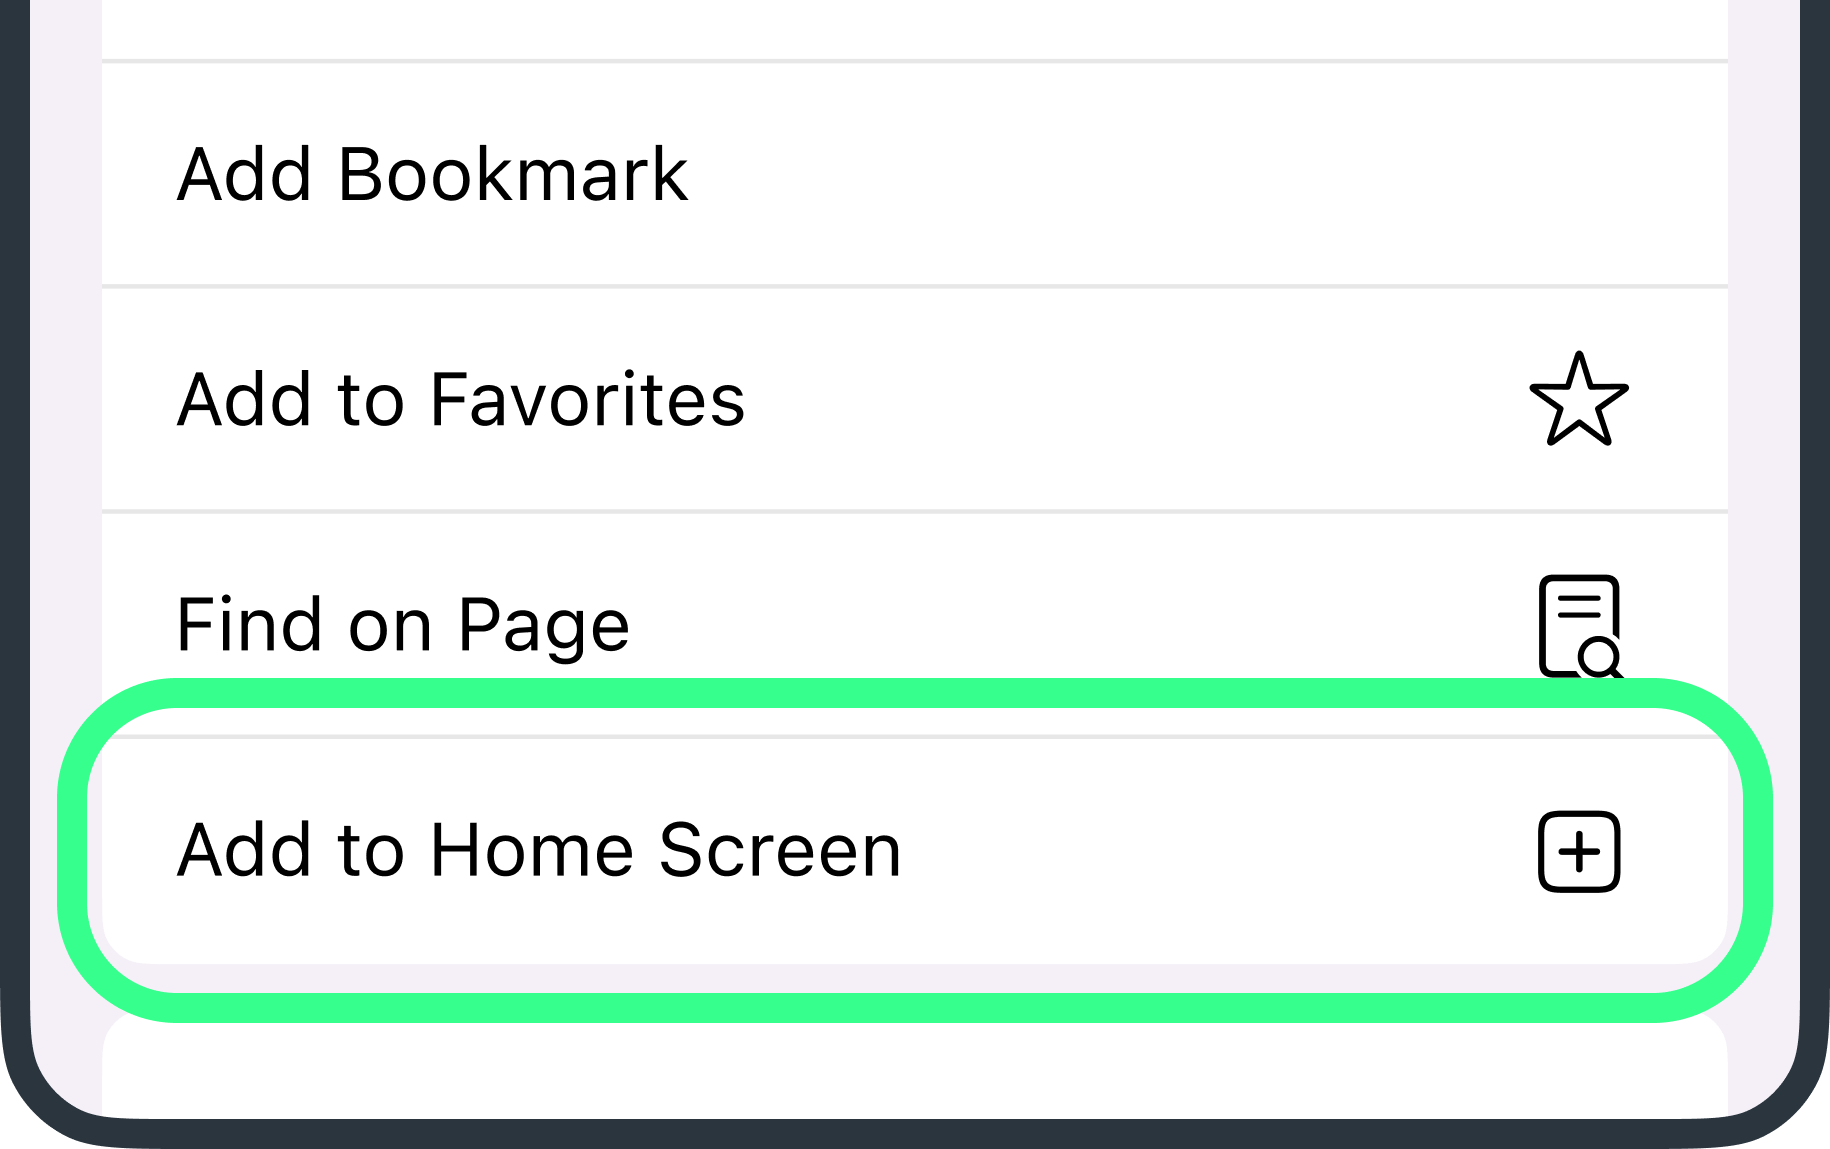 Add Bookmark
Add to Favorites
Find on Page
Add to Home Screen